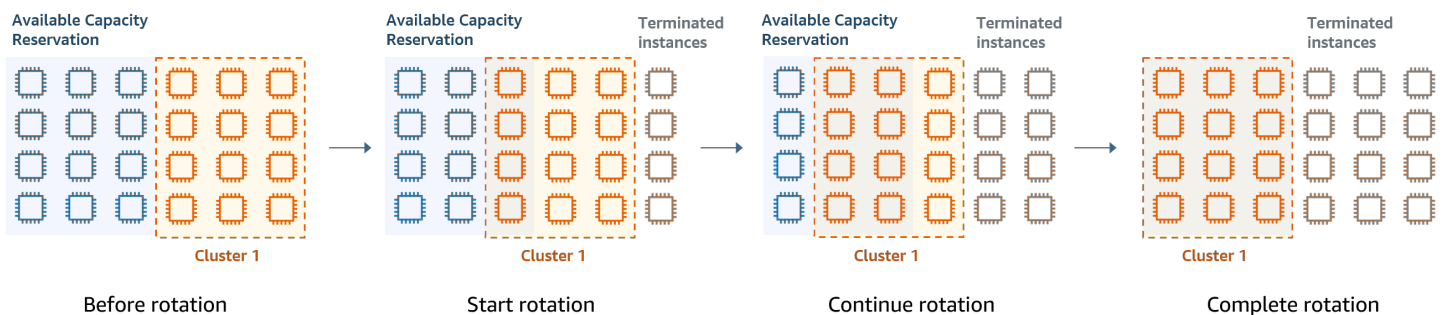 Available Capacity
Reservation
Cluster 1
Before rotation
Available Capacity
Reservation
Terminated
instances
Cluster 1
Start rotation
Available Capacity
Reservation
Terminated
instances
Cluster 1
Continue rotation
Terminated
instances
Cluster 1
Complete rotation